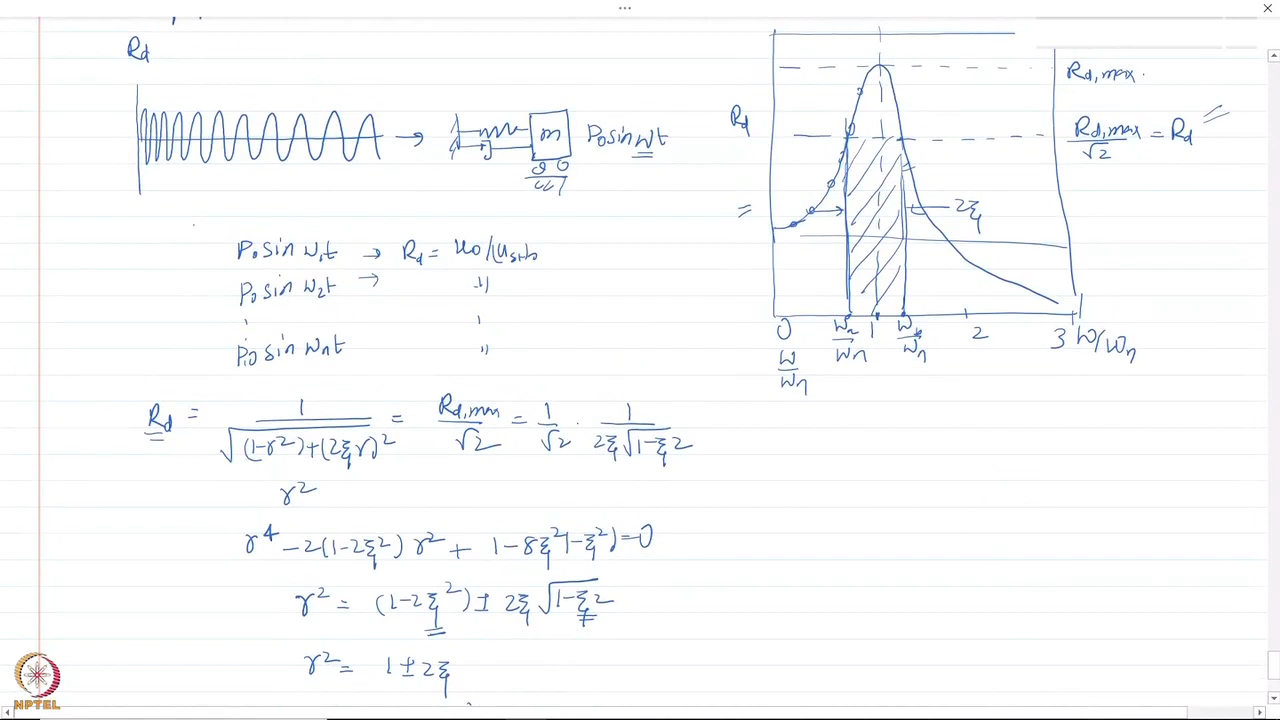 Rd
m
P₀ sin ωt
P₀ sin ω₁t → Rd = u₀/(ust)₀
P₀ sin ω₂t → "
P₀ sin ωnt "
Rd = 1/√((1-r²)+(2ξr)² = Rd,max/√2 = 1/√2 · 1/2ξ√1-ξ2
r²
r⁴ - 2(1-2ξ²) r² + 1-8ξ²(-ξ²) = 0
r² = (1-2ξ²) ± 2ξ √1-ξ2
r² = 1 ± 2ξ
Rd
Rd,max.
Rd,max/√2 = Rd
=
2ξ
0 ωa/ωn 1 ωb/ωn 2 3 ω/ωn
ω/ωn
NPTEL